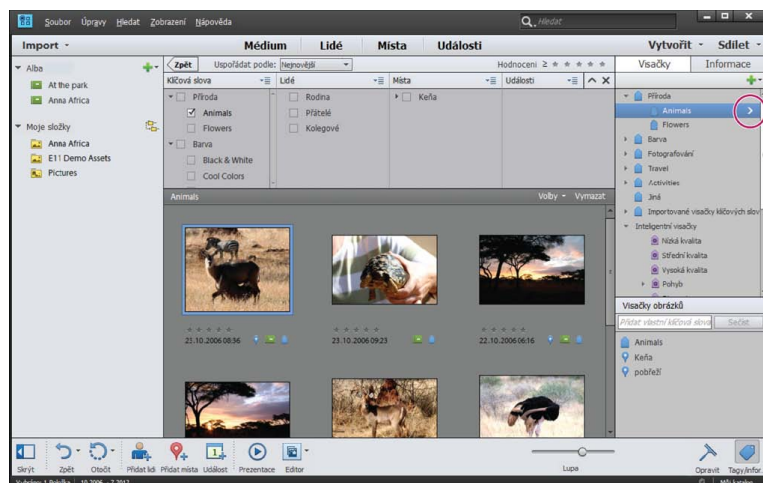 Soubor Úpravy Hledat Zobrazení Nápověda
Hledat
Import
Médium Lidé Místa Události
Vytvořit Sdílet
Alba
At the park
Anna Africa
Moje složky
Anna Africa
E11 Demo Assets
Pictures
Zpět Uspořádat podle: Nejnovější Hodnocení ≥
Klíčová slova Lidé Místa Události
Příroda Rodina Keňa
Animals Přátelé
Flowers Kolegové
Barva
Black & White
Cool Colors
Animals Volby Vymazat
21.10.2006 08:36 23.10.2006 09:23 22.10.2006 06:16
Visačky Informace
Příroda
Animals
Flowers
Barva
Fotografování
Travel
Activities
Jiná
Importované visačky klíčových slov
Inteligentní visačky
Nízká kvalita
Střední kvalita
Vysoká kvalita
Pohyb
Visačky obrázků
Přidat vlastní klíčová slova Sečíst
Animals
Keňa
pobřeží
Skrýt Zpět Otočit Přidat lidi Přidat místa Událost Prezentace Editor Lupa Opravit Tagy/Infor.